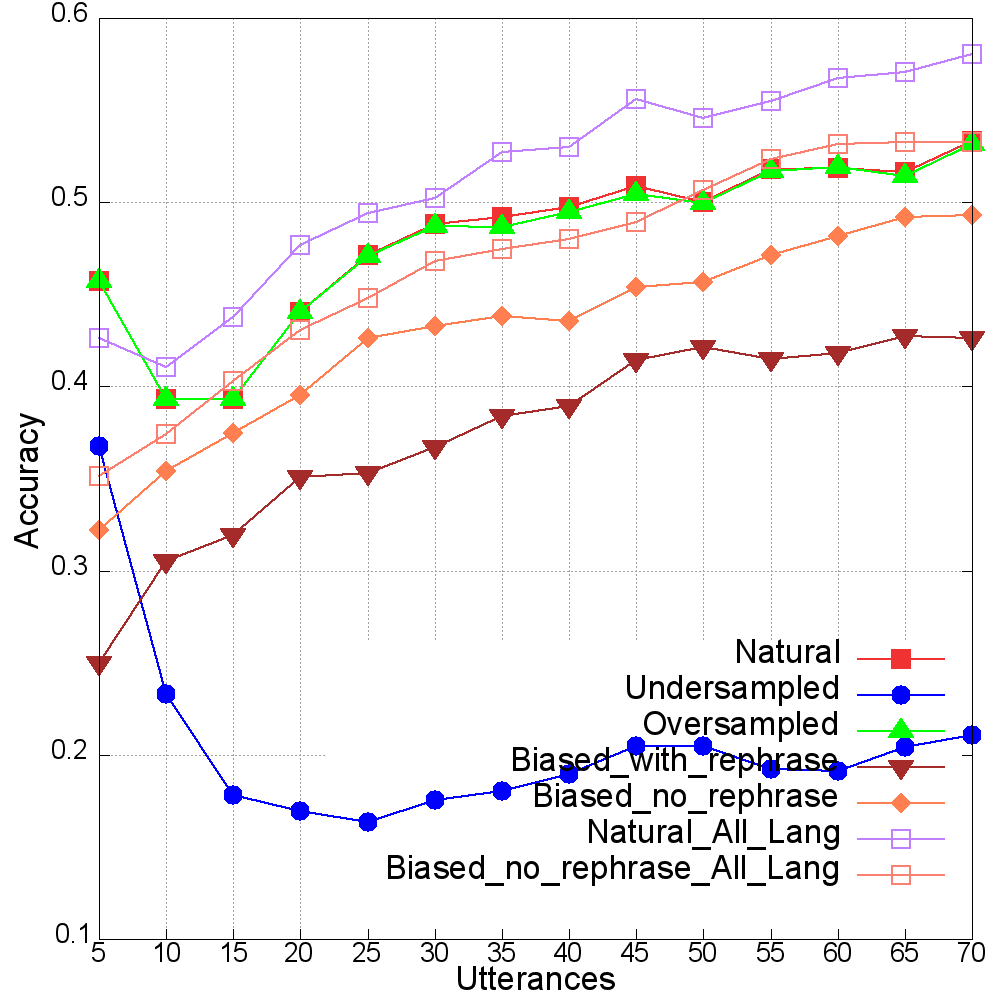 0.6
0.5
0.4
0.3
0.2
0.1
Accuracy
Natural
Undersampled
Oversampled
Biased_with_rephrase
Biased_no_rephrase
Natural_All_Lang
Biased_no_rephrase_All_Lang
5 10 15 20 25 30 35 40 45 50 55 60 65 70
Utterances